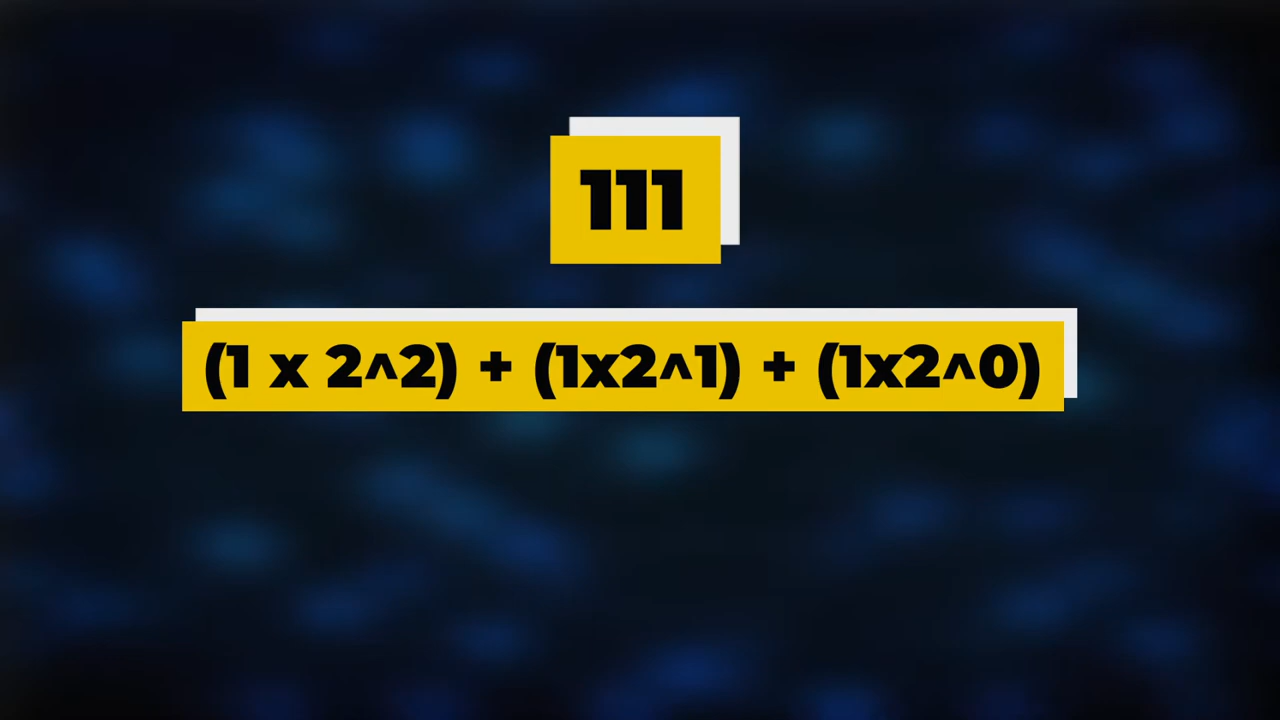 111
(1 x 2^2) + (1x2^1) + (1x2^0)